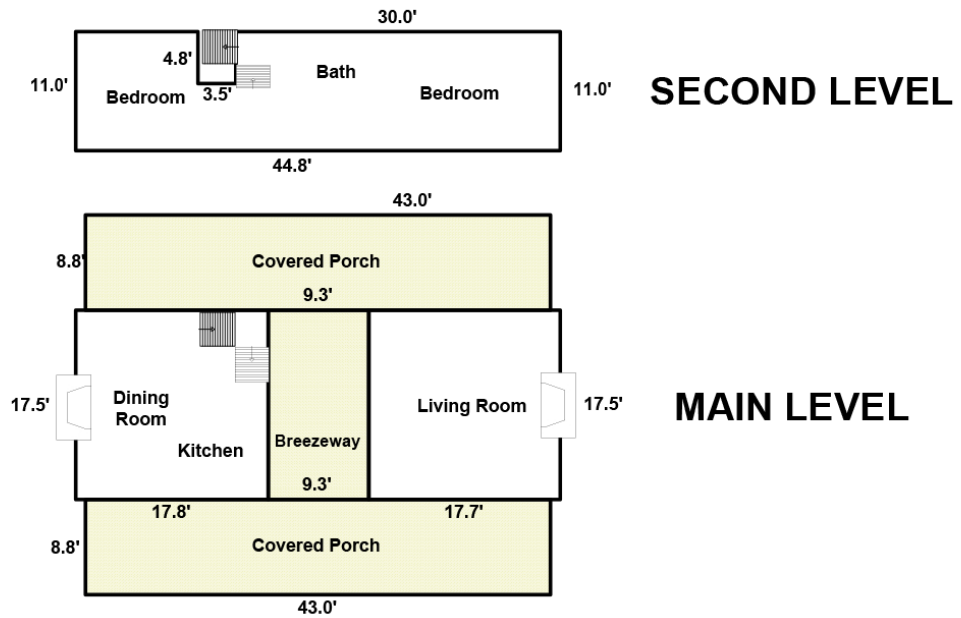 30.0'
4.8'
11.0'
Bath
Bedroom
3.5'
Bedroom
11.0'
SECOND LEVEL
44.8'
43.0'
8.8'
Covered Porch
9.3'
17.5'
Dining
Room
Kitchen
Breezeway
9.3'
Living Room
17.5'
MAIN LEVEL
17.8'
17.7'
8.8'
Covered Porch
43.0'